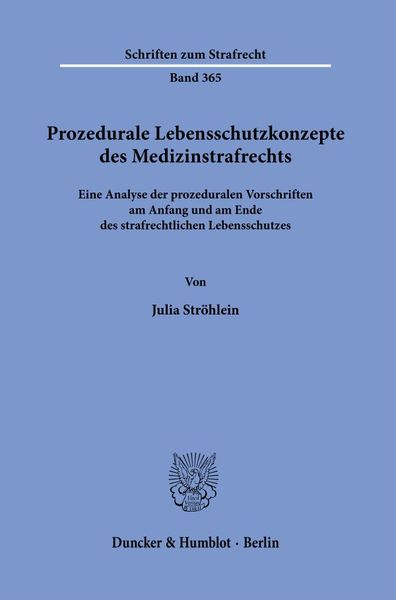 Schriften zum Strafrecht
Band 365
Prozedurale Lebensschutzkonzepte
des Medizinstrafrechts
Eine Analyse der prozeduralen Vorschriften
am Anfang und am Ende
des strafrechtlichen Lebensschutzes
Von
Julia Ströhlein
Duncker & Humblot · Berlin